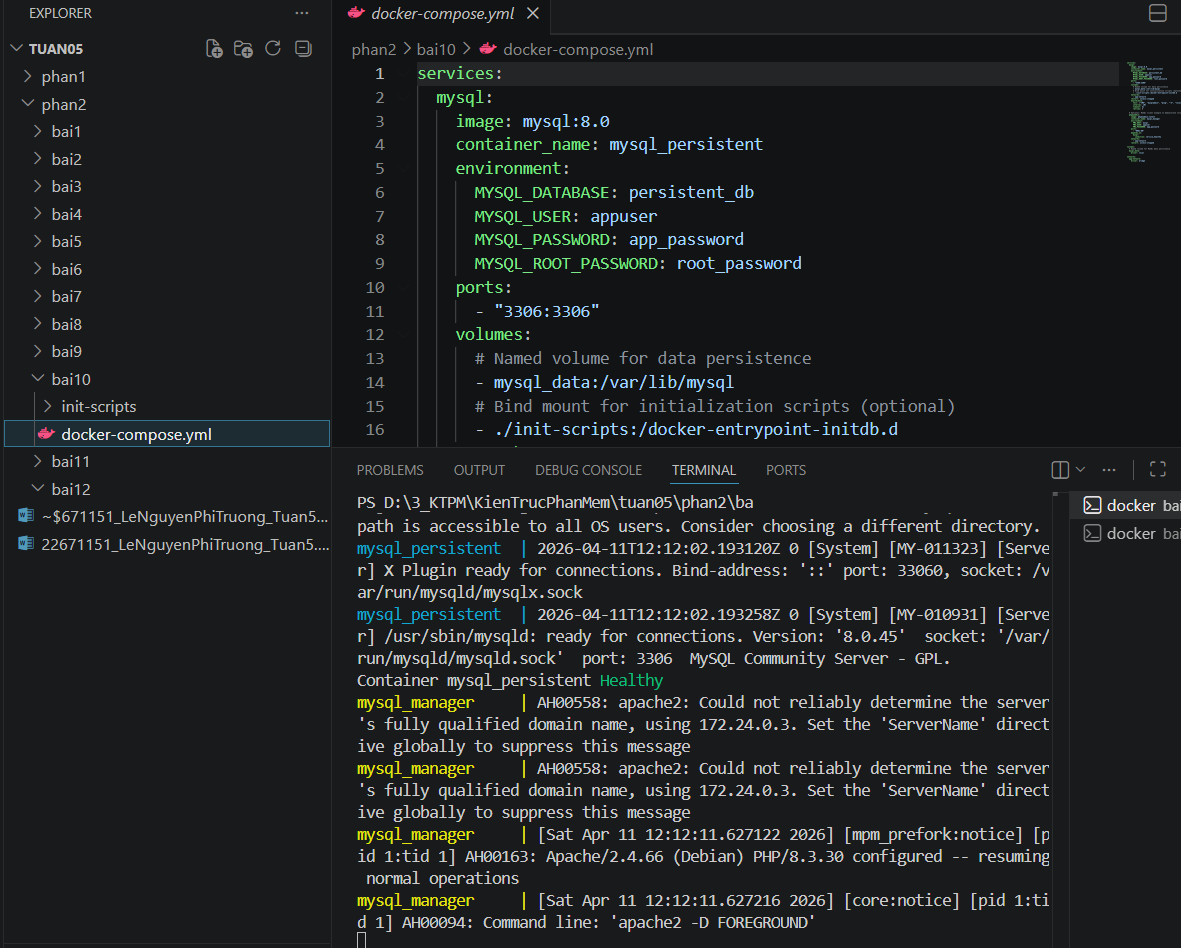 EXPLORER
TUAN05
phan1
phan2
bai1
bai2
bai3
bai4
bai5
bai6
bai7
bai8
bai9
bai10
init-scripts
docker-compose.yml
bai11
bai12
~$671151_LeNguyenPhiTruong_Tuan5...
22671151_LeNguyenPhiTruong_Tuan5....
docker-compose.yml
phan2 > bai10 > docker-compose.yml
1 services:
2 mysql:
3 image: mysql:8.0
4 container_name: mysql_persistent
5 environment:
6 MYSQL_DATABASE: persistent_db
7 MYSQL_USER: appuser
8 MYSQL_PASSWORD: app_password
9 MYSQL_ROOT_PASSWORD: root_password
10 ports:
11 - "3306:3306"
12 volumes:
13 # Named volume for data persistence
14 - mysql_data:/var/lib/mysql
15 # Bind mount for initialization scripts (optional)
16 - ./init-scripts:/docker-entrypoint-initdb.d
PROBLEMS OUTPUT DEBUG CONSOLE TERMINAL PORTS
PS D:\3_KTPM\KienTrucPhanMem\tuan05\phan2\ba
path is accessible to all OS users. Consider choosing a different directory.
mysql_persistent | 2026-04-11T12:12:02.193120Z 0 [System] [MY-011323] [Serve
r] X Plugin ready for connections. Bind-address: '::' port: 33060, socket: /v
ar/run/mysqld/mysqlx.sock
mysql_persistent | 2026-04-11T12:12:02.193258Z 0 [System] [MY-010931] [Serve
r] /usr/sbin/mysqld: ready for connections. Version: '8.0.45' socket: '/var/
run/mysqld/mysqld.sock' port: 3306 MySQL Community Server - GPL.
Container mysql_persistent Healthy
mysql_manager | AH00558: apache2: Could not reliably determine the server
's fully qualified domain name, using 172.24.0.3. Set the 'ServerName' direct
ive globally to suppress this message
mysql_manager | AH00558: apache2: Could not reliably determine the server
's fully qualified domain name, using 172.24.0.3. Set the 'ServerName' direct
ive globally to suppress this message
mysql_manager | [Sat Apr 11 12:12:11.627122 2026] [mpm_prefork:notice] [p
id 1:tid 1] AH00163: Apache/2.4.66 (Debian) PHP/8.3.30 configured -- resuming
normal operations
mysql_manager | [Sat Apr 11 12:12:11.627216 2026] [core:notice] [pid 1:ti
d 1] AH00094: Command line: 'apache2 -D FOREGROUND'
docker bai
docker bai